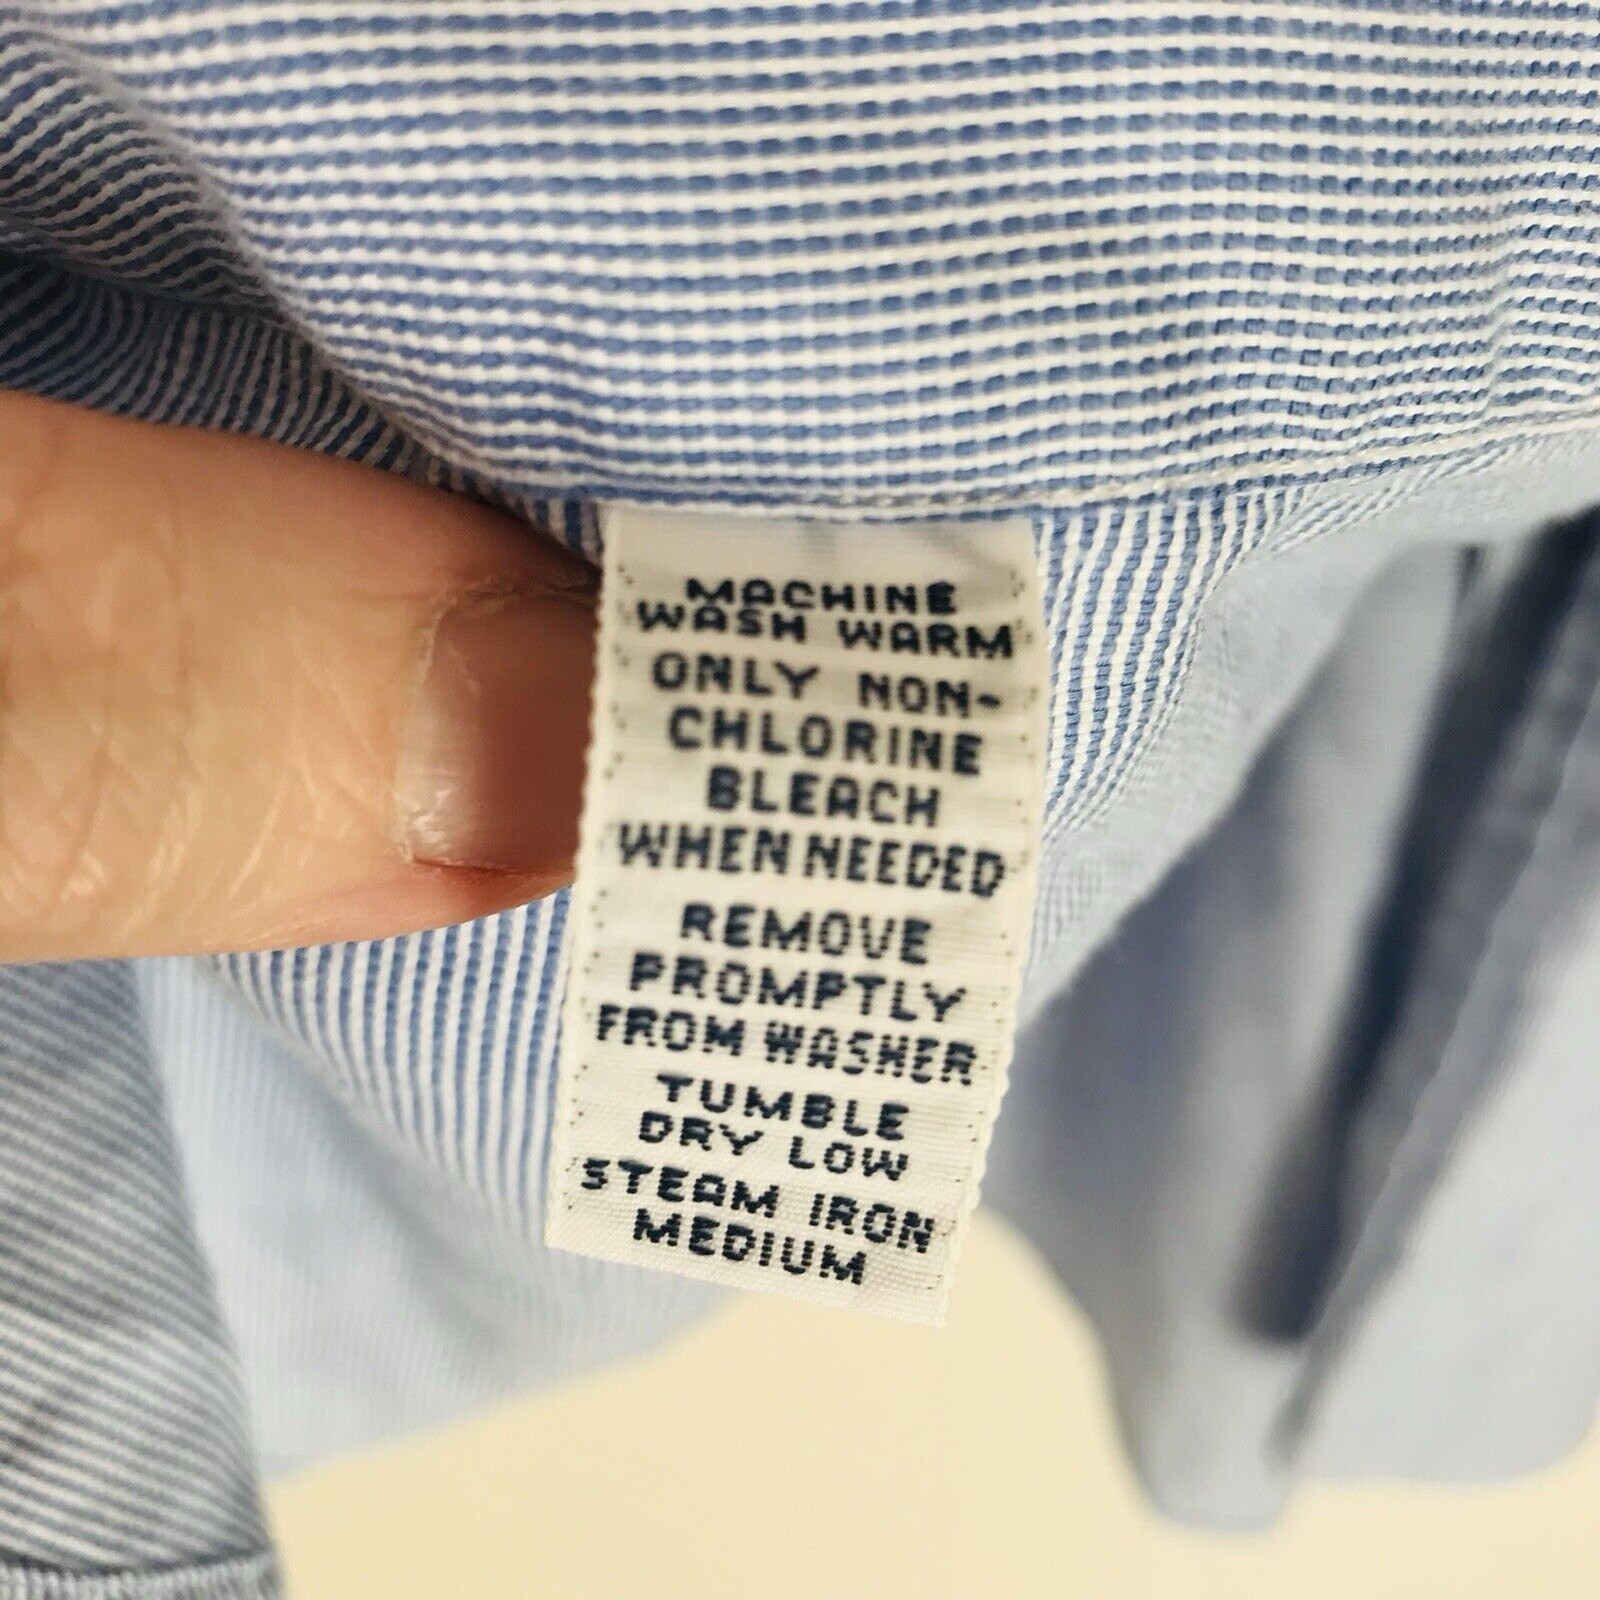 MACHINE
WASH WARM
ONLY NON-
CHLORINE
BLEACH
WHEN NEEDED
REMOVE
PROMPTLY
FROM WASHER
TUMBLE
DRY LOW
STEAM IRON
MEDIUM